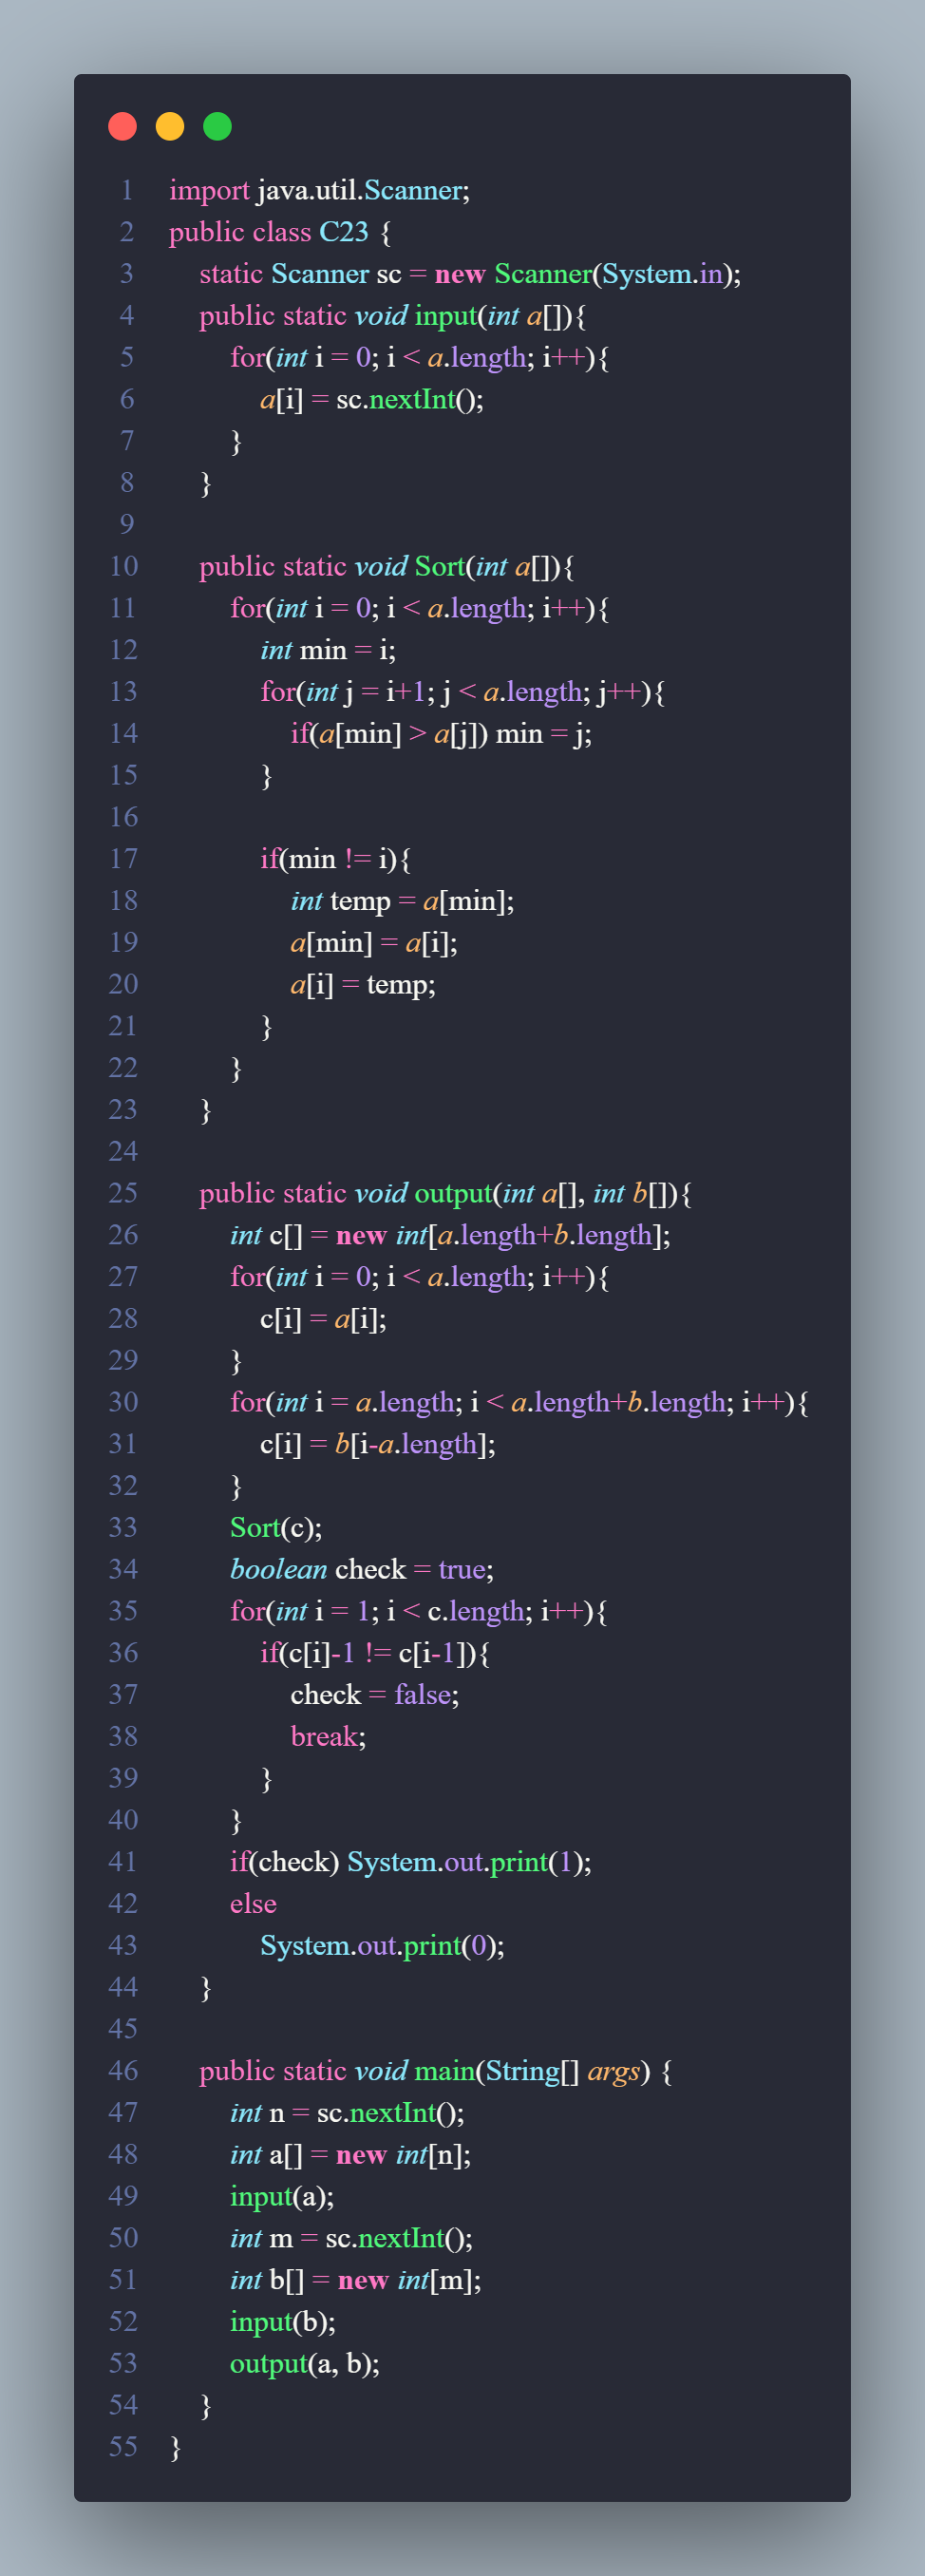 1 import java.util.Scanner;
2 public class C23 {
3 static Scanner sc = new Scanner(System.in);
4 public static void input(int a[]){
5 for(int i = 0; i < a.length; i++){
6 a[i] = sc.nextInt();
7 }
8 }
9
10 public static void Sort(int a[]){
11 for(int i = 0; i < a.length; i++){
12 int min = i;
13 for(int j = i+1; j < a.length; j++){
14 if(a[min] > a[j]) min = j;
15 }
16
17 if(min != i){
18 int temp = a[min];
19 a[min] = a[i];
20 a[i] = temp;
21 }
22 }
23 }
24
25 public static void output(int a[], int b[]){
26 int c[] = new int[a.length+b.length];
27 for(int i = 0; i < a.length; i++){
28 c[i] = a[i];
29 }
30 for(int i = a.length; i < a.length+b.length; i++){
31 c[i] = b[i-a.length];
32 }
33 Sort(c);
34 boolean check = true;
35 for(int i = 1; i < c.length; i++){
36 if(c[i]-1 != c[i-1]){
37 check = false;
38 break;
39 }
40 }
41 if(check) System.out.print(1);
42 else
43 System.out.print(0);
44 }
45
46 public static void main(String[] args) {
47 int n = sc.nextInt();
48 int a[] = new int[n];
49 input(a);
50 int m = sc.nextInt();
51 int b[] = new int[m];
52 input(b);
53 output(a, b);
54 }
55 }